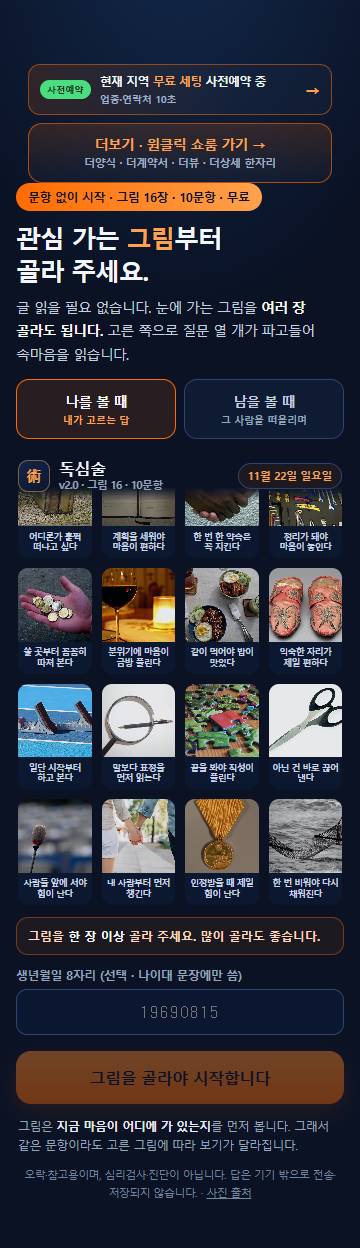 사전예약
현재 지역 무료 세팅 사전예약 중
업종·연락처 10초
→
더보기 · 원클릭 쇼룸 가기 →
더양식 · 더계약서 · 더뷰 · 더상세 한자리
문항 없이 시작 · 그림 16장 · 10문항 · 무료
관심 가는 그림부터
골라 주세요.
글 읽을 필요 없습니다. 눈에 가는 그림을 여러 장
골라도 됩니다. 고른 쪽으로 질문 열 개가 파고들어
속마음을 읽습니다.
나를 볼 때
내가 고르는 답
남을 볼 때
그 사람을 떠올리며
術
독심술
v2.0 · 그림 16 · 10문항
11월 22일 일요일
어디론가 훌쩍
떠나고 싶다
계획을 세워야
마음이 편하다
한 번 한 약속은
꼭 지킨다
정리가 돼야
마음이 놓인다
쓸 곳부터 꼼꼼히
따져 본다
분위기에 마음이
금방 풀린다
같이 먹어야 밥이
맛있다
익숙한 자리가
제일 편하다
일단 시작부터
하고 본다
말보다 표정을
먼저 읽는다
끝을 봐야 직성이
풀린다
아닌 건 바로 끊어
낸다
사람들 앞에 서야
힘이 난다
내 사람부터 먼저
챙긴다
인정받을 때 제일
힘이 난다
한 번 비워야 다시
채워진다
그림을 한 장 이상 골라 주세요. 많이 골라도 좋습니다.
생년월일 8자리 (선택 · 나이대 문장에만 씀)
19690815
그림을 골라야 시작합니다
그림은 지금 마음이 어디에 가 있는지를 먼저 봅니다. 그래서
같은 문항이라도 고른 그림에 따라 보기가 달라집니다.
오락·참고용이며, 심리검사·진단이 아닙니다. 답은 기기 밖으로 전송·
저장되지 않습니다. · 사진 출처